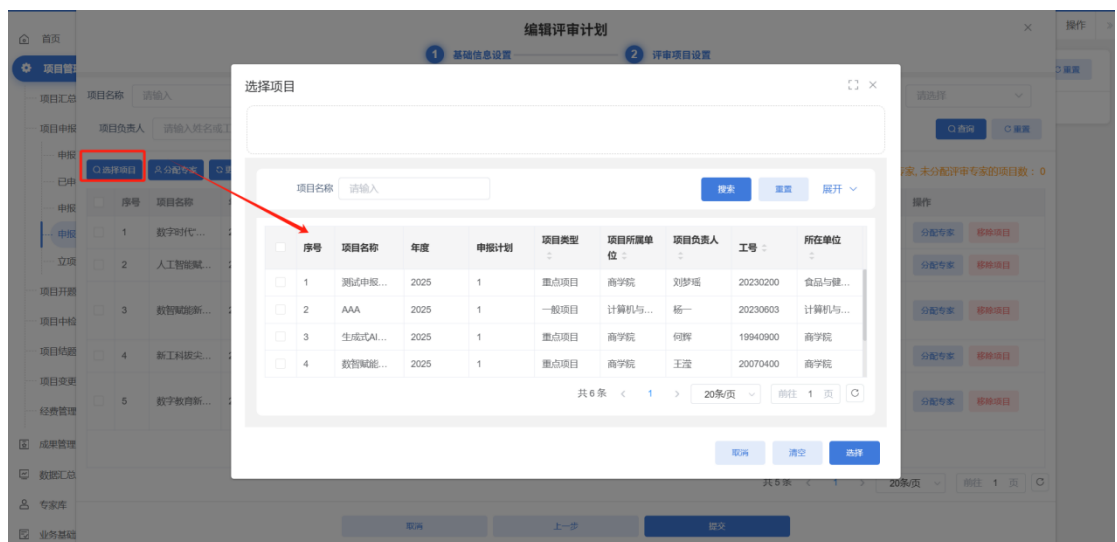 编辑评审计划
操作
首页
1 基础信息设置
2 评审项目设置
项目管
重置
选择项目
项目汇总
项目名称 请输入
请选择
项目申报
项目负责人 请输入姓名或工
查询 重置
申报
选择项目 分配专家
项目名称 请输入
搜索 重置 展开
家, 未分配评审专家的项目数：0
已申
申报
序号 项目名称
操作
序号 项目名称 年度 申报计划 项目类型 项目所属单位 项目负责人 工号 所在单位
申报
1 数字时代“...
分配专家 移除项目
立项
2 人工智能赋...
分配专家 移除项目
1 测试申报... 2025 1 重点项目 商学院 刘梦瑶 20230200 食品与健...
项目开题
2 AAA 2025 1 一般项目 计算机与... 杨一 20230603 计算机与...
3 数智赋能新...
分配专家 移除项目
项目中检
3 生成式AI... 2025 1 重点项目 商学院 何辉 19940900 商学院
项目结题
4 新工科拔尖...
分配专家 移除项目
4 数智赋能... 2025 1 重点项目 商学院 王滢 20070400 商学院
项目变更
共 6 条 1 20条/页 前往 1 页
5 数字教育新...
分配专家 移除项目
经费管理
成果管理
取消 清空 选择
数据汇总
共 5 条 1 20条/页 前往 1 页
专家库
取消 上一步 提交
业务基础